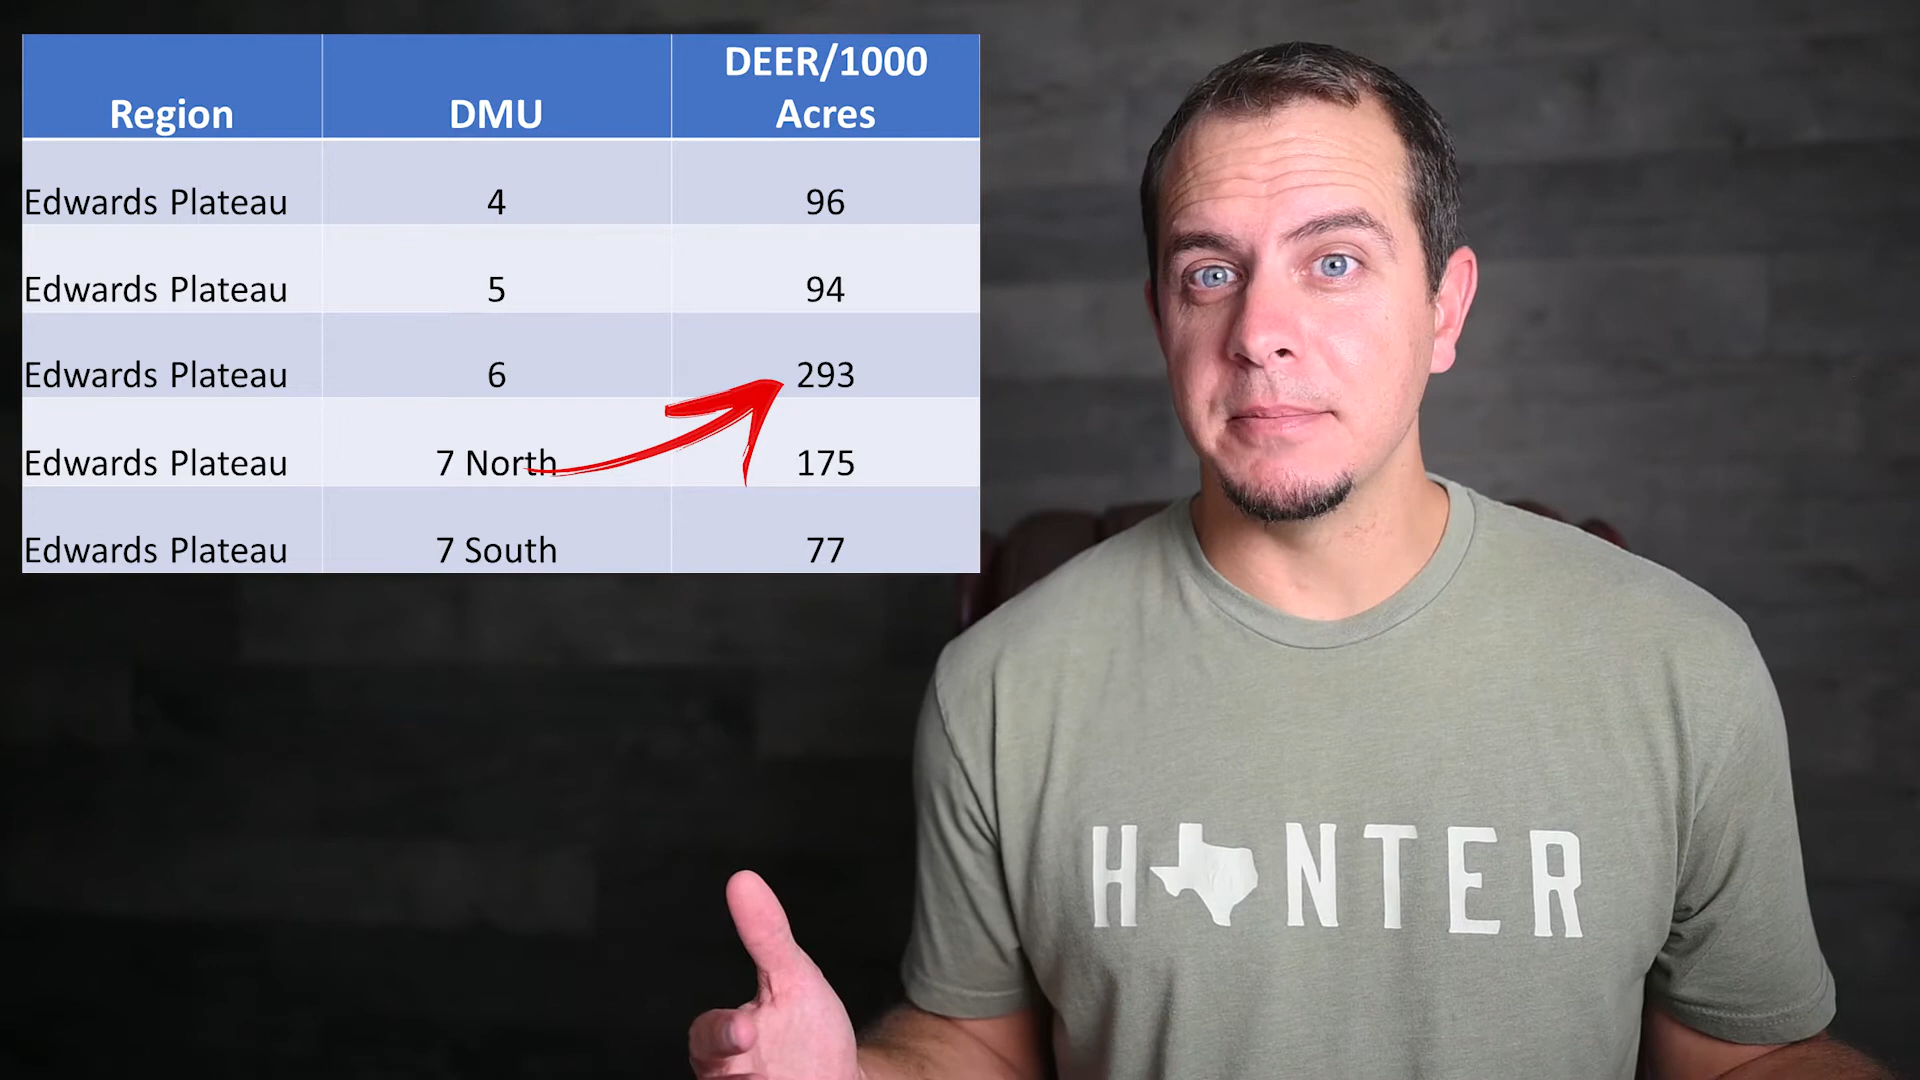 Region DMU DEER/1000 Acres
Edwards Plateau 4 96
Edwards Plateau 5 94
Edwards Plateau 6 293
Edwards Plateau 7 North 175
Edwards Plateau 7 South 77
H NTER